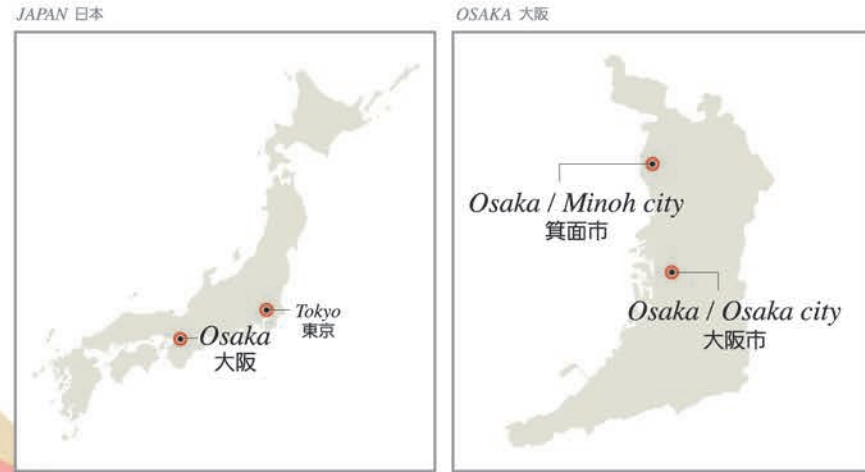 JAPAN 日本
Tokyo
東京
Osaka
大阪
OSAKA 大阪
Osaka / Minoh city
箕面市
Osaka / Osaka city
大阪市